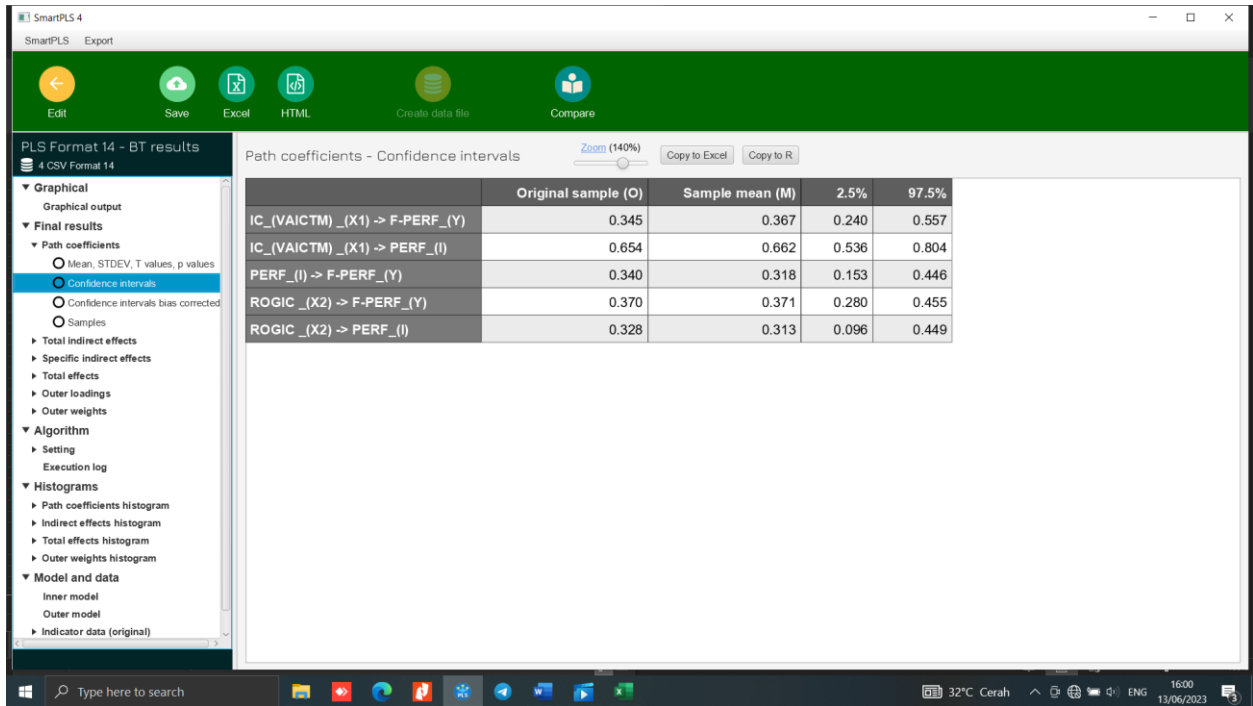 SmartPLS 4
SmartPLS Export
Edit Save Excel HTML Create data file Compare
PLS Format 14 - BT results
4 CSV Format 14
Graphical
Graphical output
Final results
Path coefficients
Mean, STDEV, T values, p values
Confidence intervals
Confidence intervals bias corrected
Samples
Total indirect effects
Specific indirect effects
Total effects
Outer loadings
Outer weights
Algorithm
Setting
Execution log
Histograms
Path coefficients histogram
Indirect effects histogram
Total effects histogram
Outer weights histogram
Model and data
Inner model
Outer model
Indicator data (original)
Path coefficients - Confidence intervals Zoom (140%) Copy to Excel Copy to R
Original sample (O) Sample mean (M) 2.5% 97.5%
IC_(VAICTM) _(X1) -> F-PERF_(Y) 0.345 0.367 0.240 0.557
IC_(VAICTM) _(X1) -> PERF_(I) 0.654 0.662 0.536 0.804
PERF_(I) -> F-PERF_(Y) 0.340 0.318 0.153 0.446
ROGIC _(X2) -> F-PERF_(Y) 0.370 0.371 0.280 0.455
ROGIC _(X2) -> PERF_(I) 0.328 0.313 0.096 0.449
Type here to search
PLS
32°C Cerah ENG
16:00
13/06/2023
3